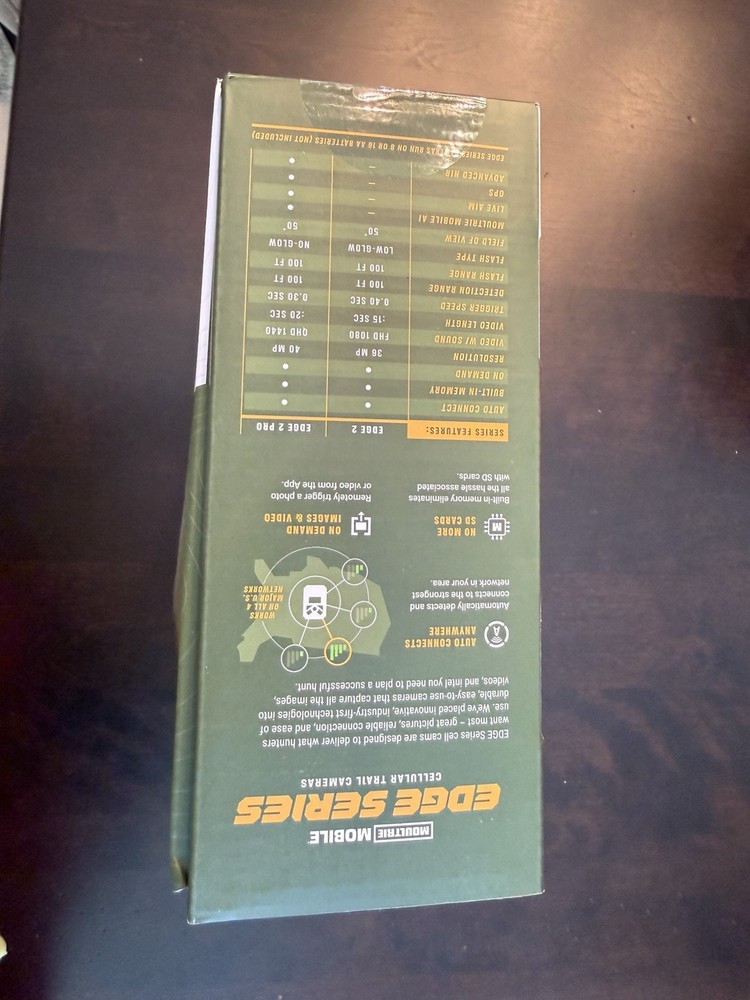 MOULTRIE MOBILE
EDGE SERIES
CELLULAR TRAIL CAMERAS
EDGE Series cell cams are designed to deliver what hunters
want most – great pictures, reliable connection, and ease of
use. We've placed innovative, industry-first technologies into
durable, easy-to-use cameras that capture all the images,
videos, and intel you need to plan a successful hunt.
AUTO CONNECTS
ANYWHERE
Automatically detects and
connects to the strongest
network in your area.
WORKS
ON ALL 4
MAJOR U.S.
NETWORKS
NO MORE
SD CARDS
Built-in memory eliminates
all the hassle associated
with SD cards.
ON DEMAND
IMAGES & VIDEO
Remotely trigger a photo
or video from the App.
SERIES FEATURES: EDGE 2 EDGE 2 PRO
AUTO CONNECT
BUILT-IN MEMORY
ON DEMAND
RESOLUTION 36 MP 40 MP
VIDEO W/ SOUND FHD 1080 QHD 1440
VIDEO LENGTH :15 SEC :20 SEC
TRIGGER SPEED 0.40 SEC 0.30 SEC
DETECTION RANGE 100 FT 100 FT
FLASH RANGE 100 FT 100 FT
FLASH TYPE LOW-GLOW NO-GLOW
FIELD OF VIEW 50° 50°
MOULTRIE MOBILE AI
LIVE AIM
GPS
ADVANCED NIR
EDGE SERIES RUN ON 8 OR 16 AA BATTERIES (NOT INCLUDED)